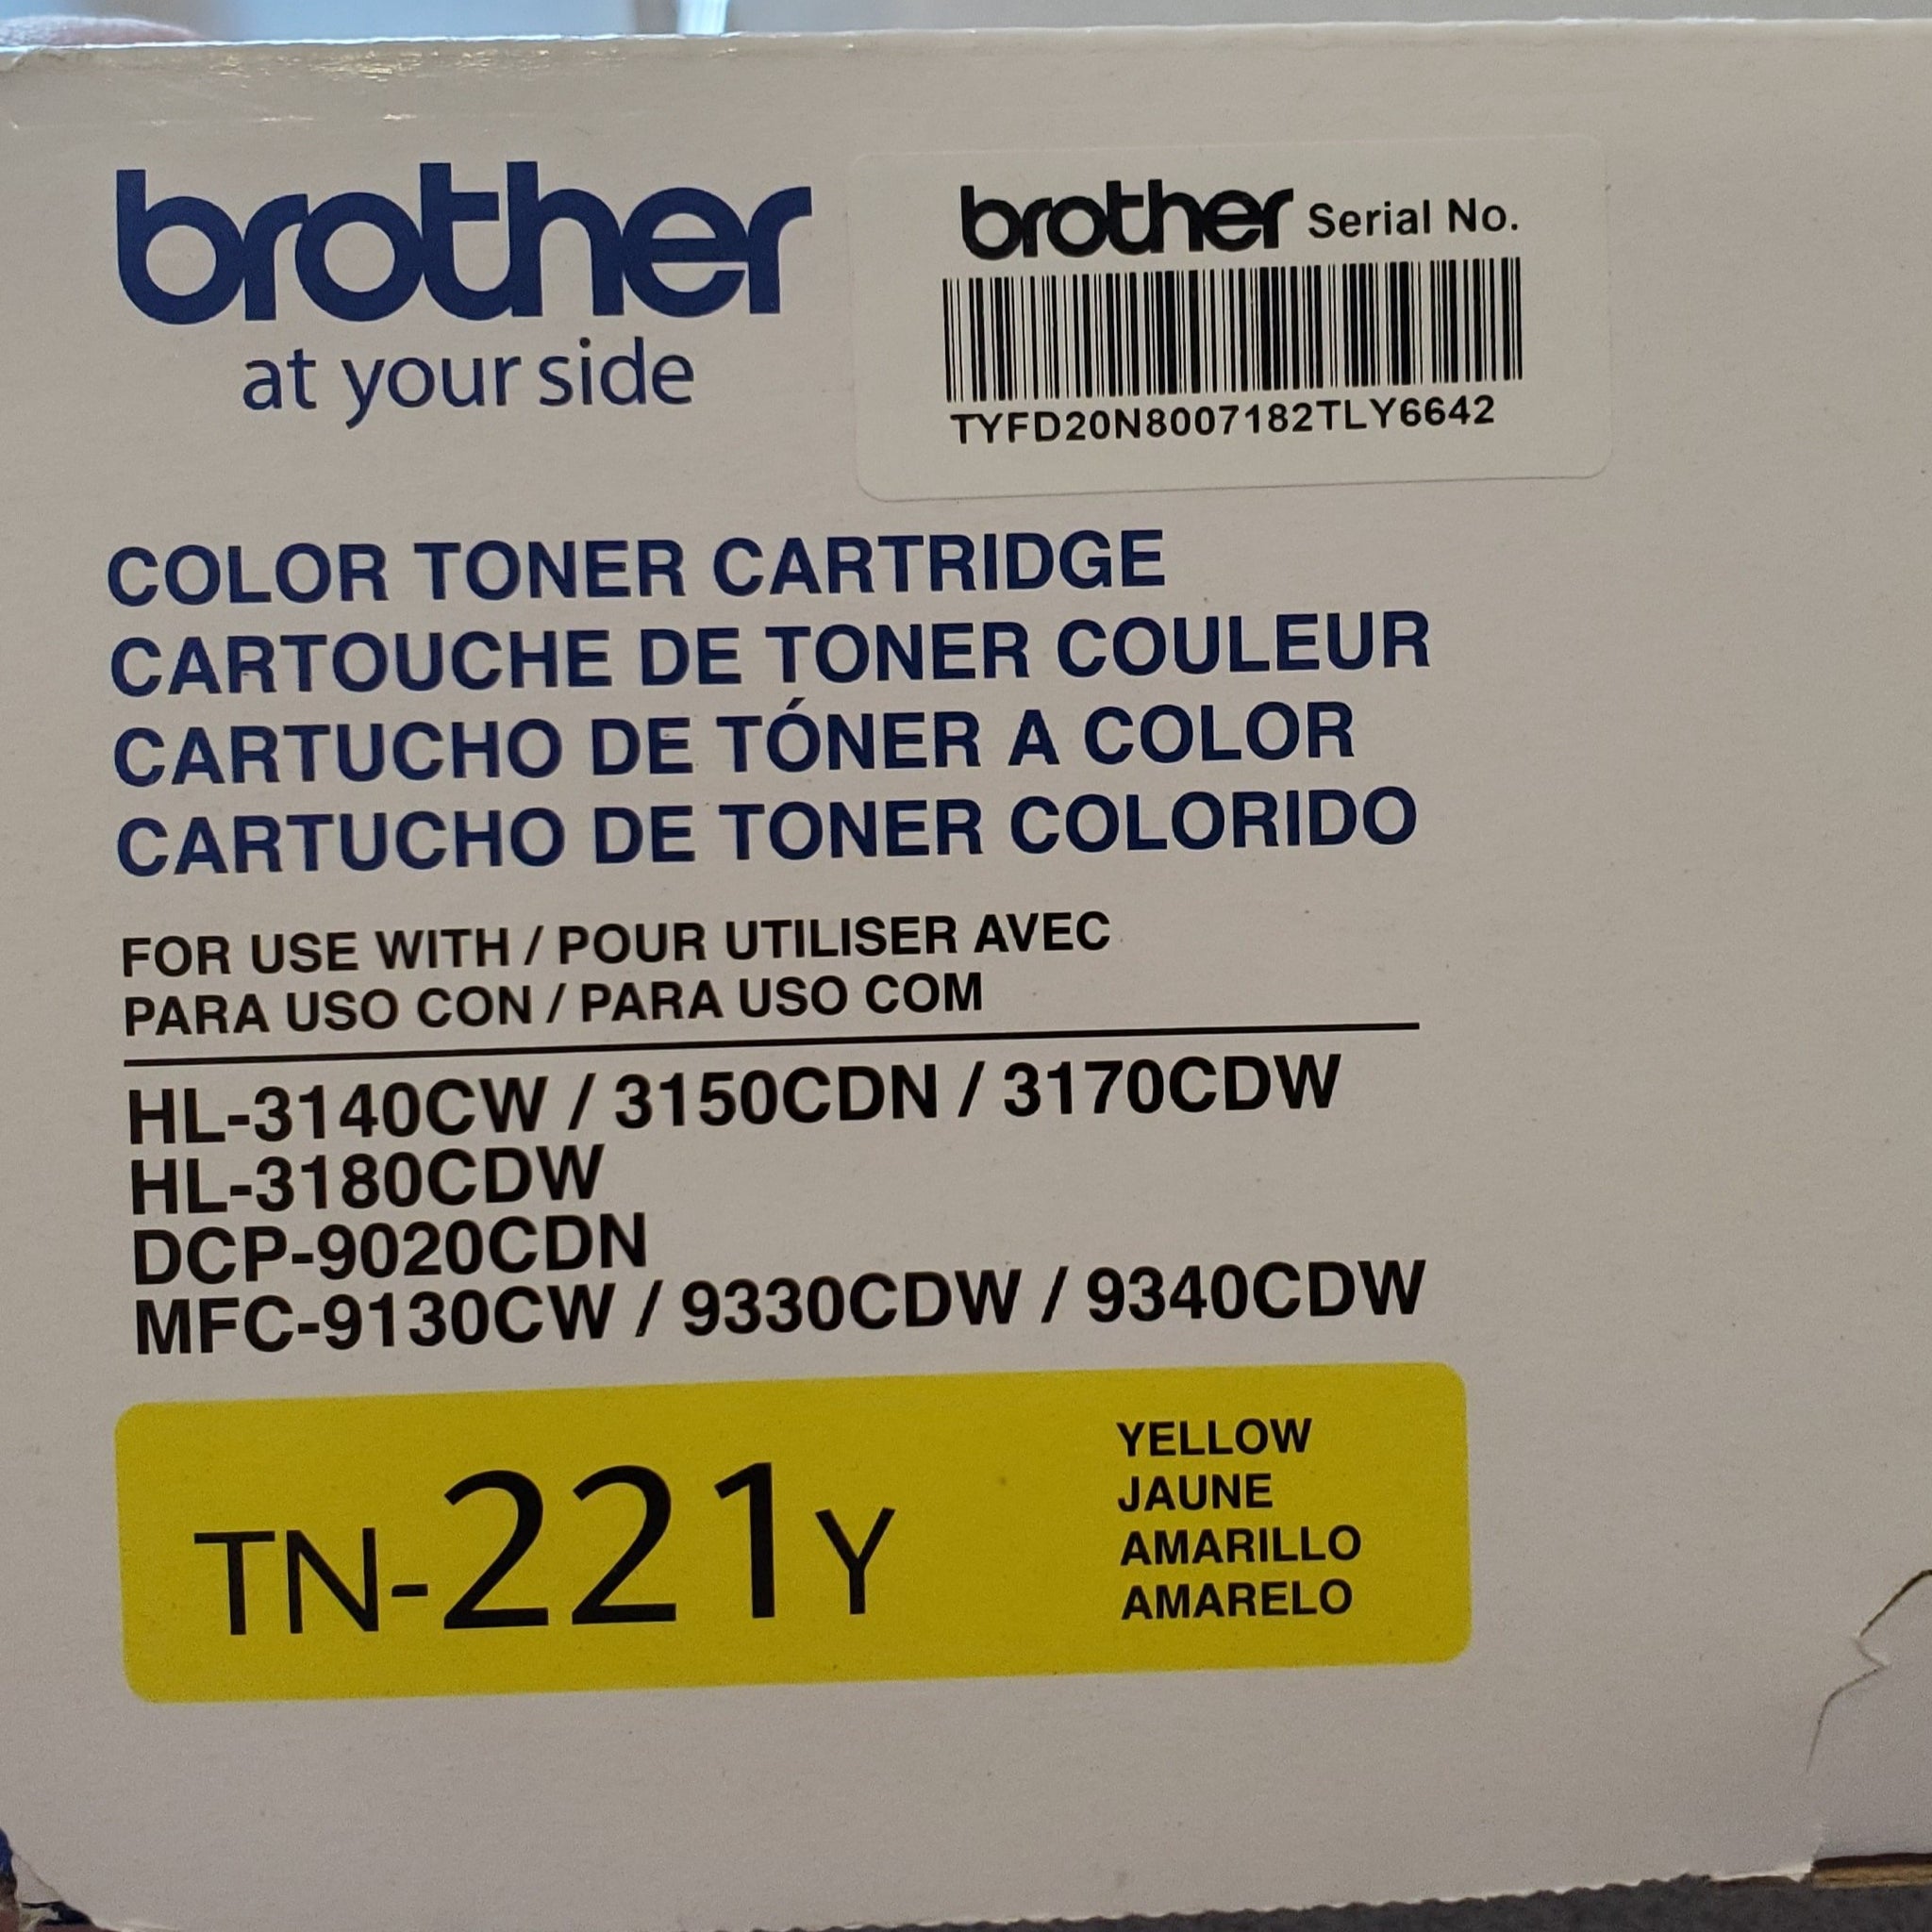 brother
at your side
brother Serial No.
TYFD20N8007182TLY6642
COLOR TONER CARTRIDGE
CARTOUCHE DE TONER COULEUR
CARTUCHO DE TÓNER A COLOR
CARTUCHO DE TONER COLORIDO
FOR USE WITH / POUR UTILISER AVEC
PARA USO CON / PARA USO COM
HL-3140CW / 3150CDN / 3170CDW
HL-3180CDW
DCP-9020CDN
MFC-9130CW / 9330CDW / 9340CDW
TN-221Y
YELLOW
JAUNE
AMARILLO
AMARELO